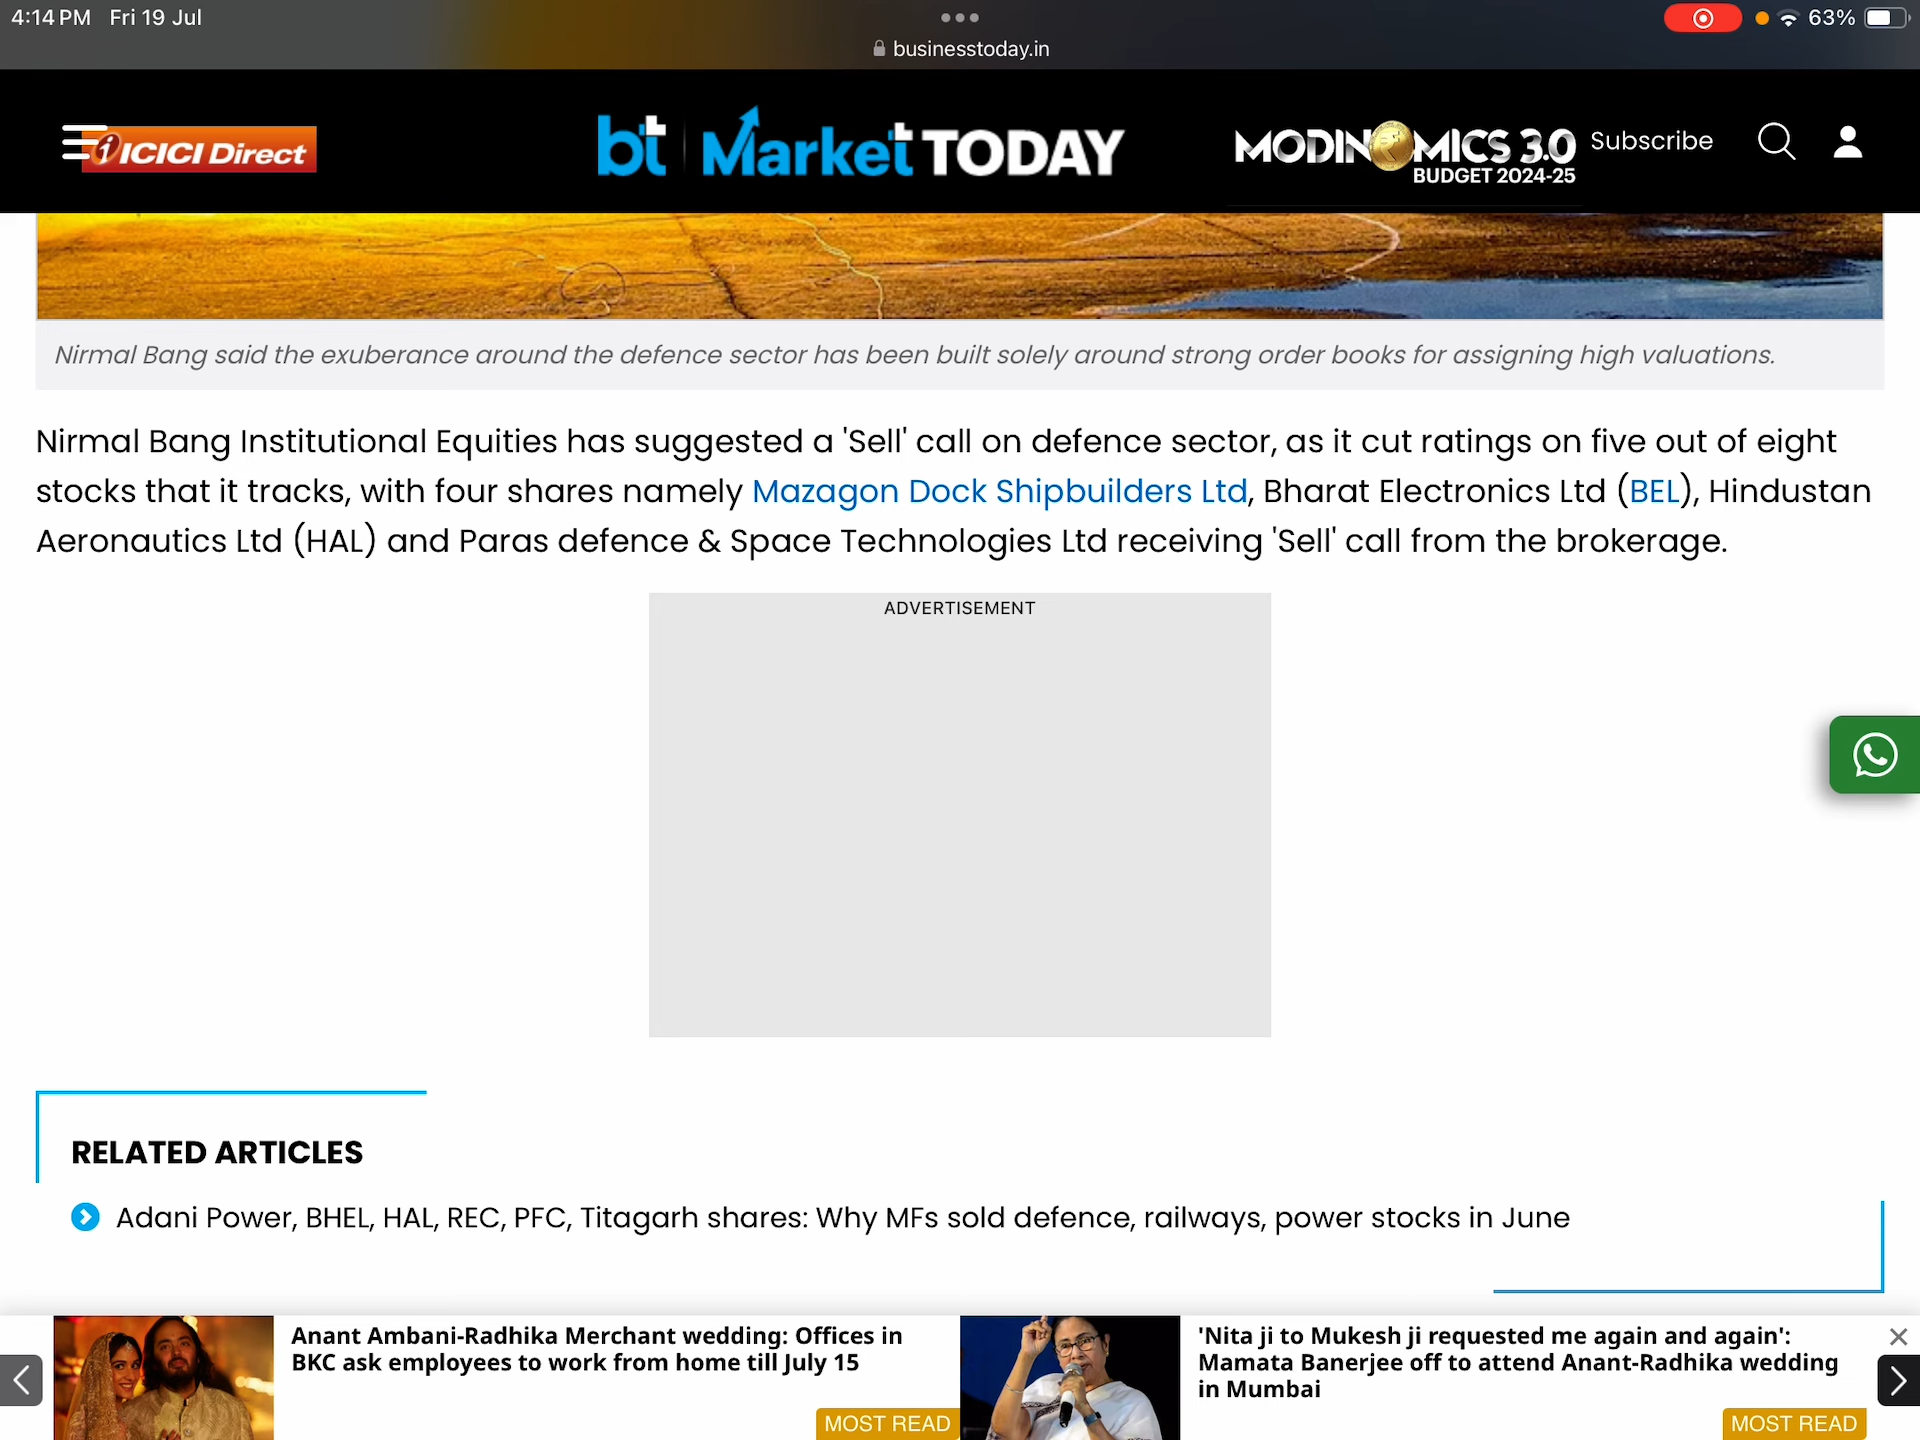 4:14 PM Fri 19 Jul
63%
businesstoday.in
ICICI Direct
bt Market TODAY
MODINOMICS 3.0
BUDGET 2024-25
Subscribe
Nirmal Bang said the exuberance around the defence sector has been built solely around strong order books for assigning high valuations.
Nirmal Bang Institutional Equities has suggested a 'Sell' call on defence sector, as it cut ratings on five out of eight
stocks that it tracks, with four shares namely Mazagon Dock Shipbuilders Ltd, Bharat Electronics Ltd (BEL), Hindustan
Aeronautics Ltd (HAL) and Paras defence & Space Technologies Ltd receiving 'Sell' call from the brokerage.
ADVERTISEMENT
RELATED ARTICLES
Adani Power, BHEL, HAL, REC, PFC, Titagarh shares: Why MFs sold defence, railways, power stocks in June
Anant Ambani-Radhika Merchant wedding: Offices in
BKC ask employees to work from home till July 15
MOST READ
'Nita ji to Mukesh ji requested me again and again':
Mamata Banerjee off to attend Anant-Radhika wedding
in Mumbai
MOST READ